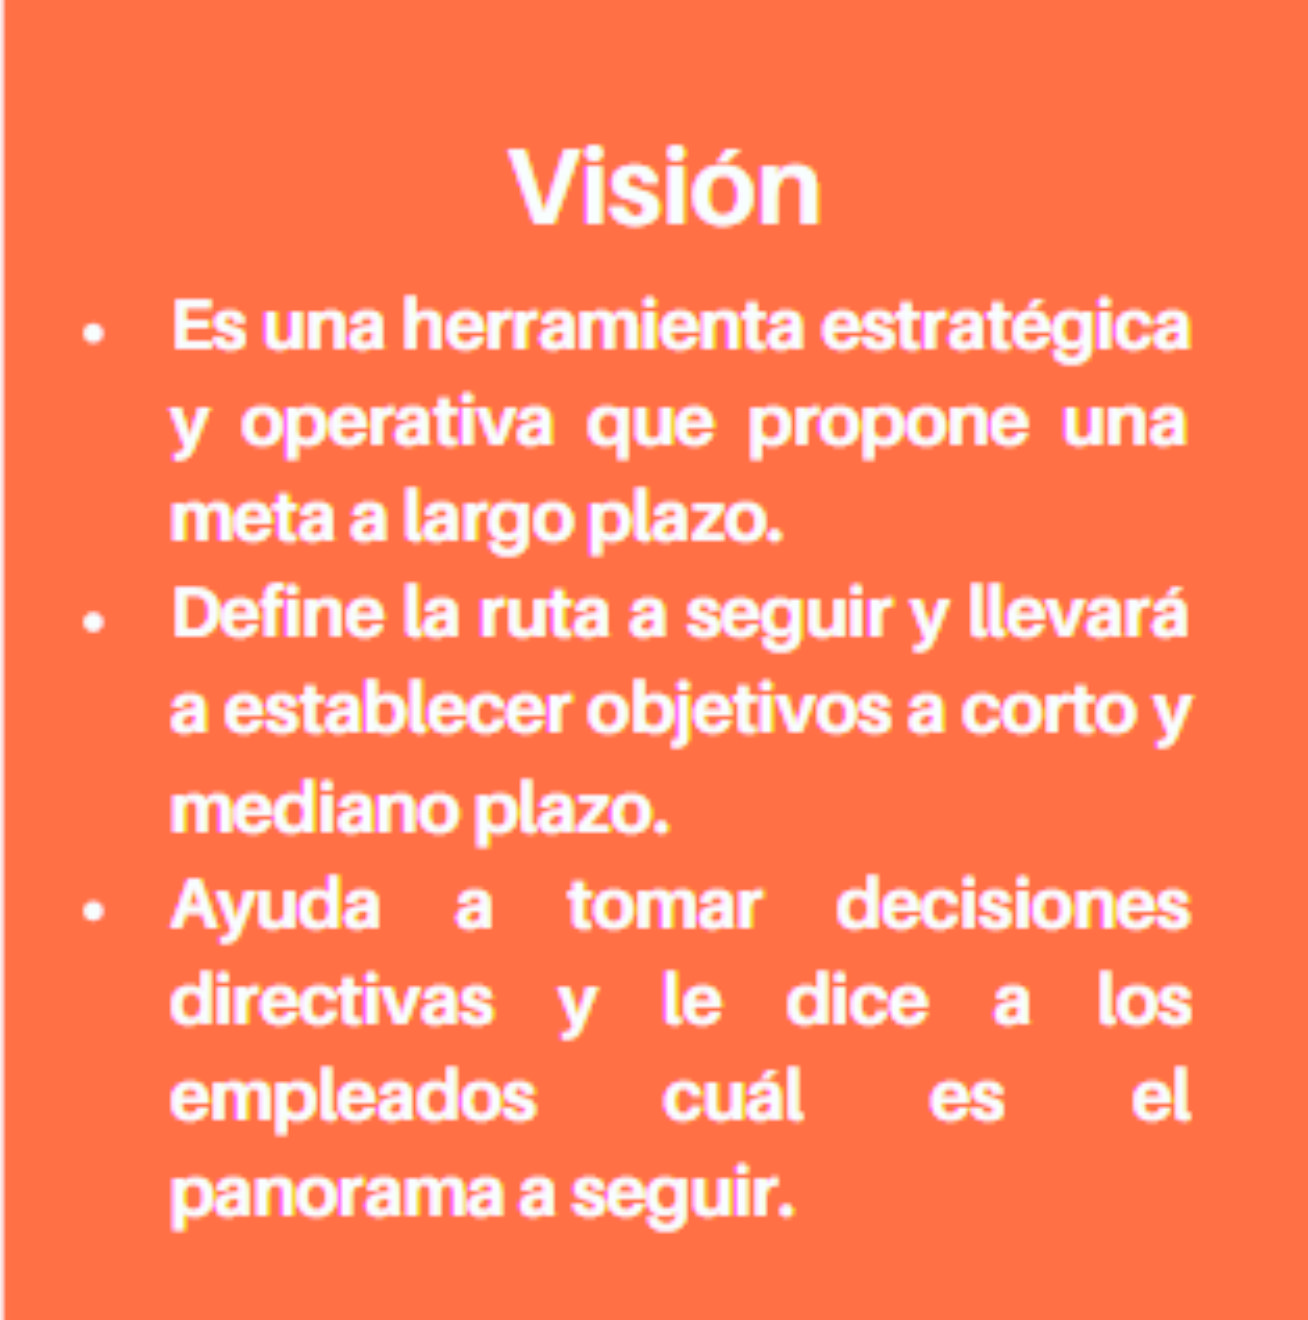 Visión
• Es una herramienta estratégica
y operativa que propone una
meta a largo plazo.
• Define la ruta a seguir y llevará
a establecer objetivos a corto y
mediano plazo.
• Ayuda a tomar decisiones
directivas y le dice a los
empleados cuál es el
panorama a seguir.